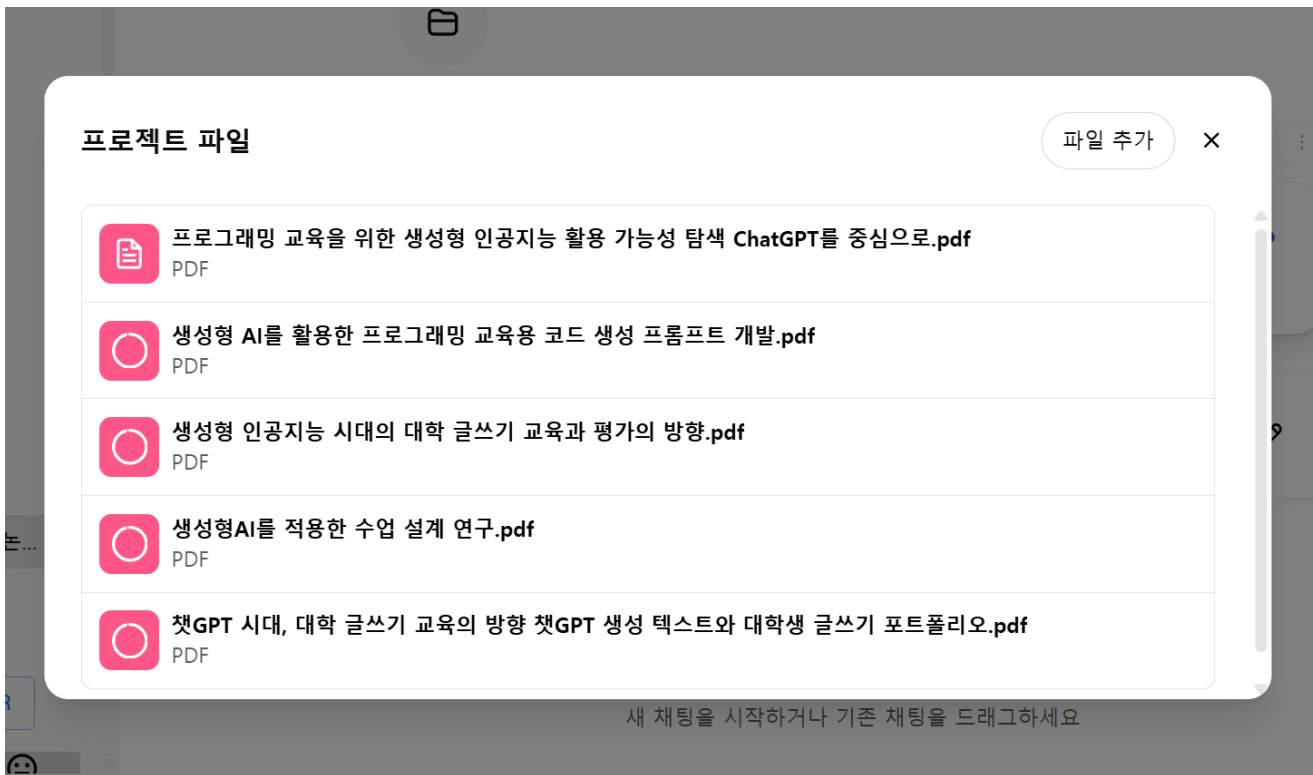 프로젝트 파일
파일 추가
프로그래밍 교육을 위한 생성형 인공지능 활용 가능성 탐색 ChatGPT를 중심으로.pdf
PDF
생성형 AI를 활용한 프로그래밍 교육용 코드 생성 프롬프트 개발.pdf
PDF
생성형 인공지능 시대의 대학 글쓰기 교육과 평가의 방향.pdf
PDF
생성형AI를 적용한 수업 설계 연구.pdf
PDF
논...
챗GPT 시대, 대학 글쓰기 교육의 방향 챗GPT 생성 텍스트와 대학생 글쓰기 포트폴리오.pdf
PDF
새 채팅을 시작하거나 기존 채팅을 드래그하세요